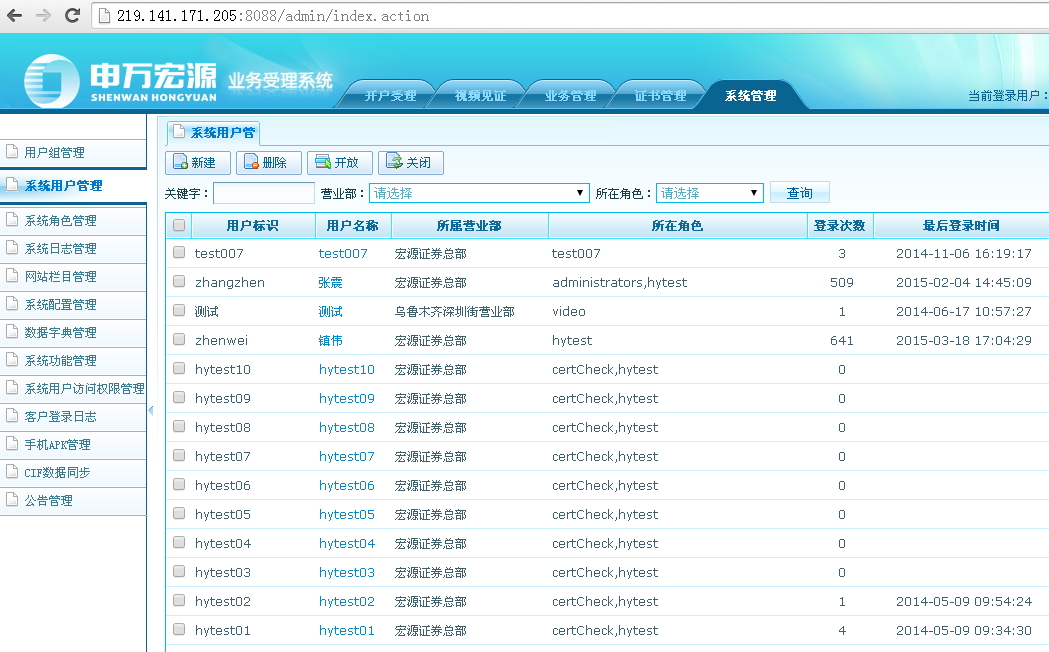 219.141.171.205:8088/admin/index.action
申万宏源 业务受理系统
SHENWAN HONGYUAN
开户受理 视频见证 业务管理 证书管理 系统管理 当前登录用户：
用户组管理
系统用户管理
系统角色管理
系统日志管理
网站栏目管理
系统配置管理
数据字典管理
系统功能管理
系统用户访问权限管理
客户登录日志
手机APK管理
CIF数据同步
公告管理
系统用户管
新建 删除 开放 关闭
关键字： 营业部： 请选择 所在角色： 请选择 查询
用户标识 用户名称 所属营业部 所在角色 登录次数 最后登录时间
test007 test007 宏源证券总部 test007 3 2014-11-06 16:19:17
zhangzhen 张震 宏源证券总部 administrators,hytest 509 2015-02-04 14:45:09
测试 测试 乌鲁木齐深圳街营业部 video 1 2014-06-17 10:57:27
zhenwei 镇伟 宏源证券总部 hytest 641 2015-03-18 17:04:29
hytest10 hytest10 宏源证券总部 certCheck,hytest 0
hytest09 hytest09 宏源证券总部 certCheck,hytest 0
hytest08 hytest08 宏源证券总部 certCheck,hytest 0
hytest07 hytest07 宏源证券总部 certCheck,hytest 0
hytest06 hytest06 宏源证券总部 certCheck,hytest 0
hytest05 hytest05 宏源证券总部 certCheck,hytest 0
hytest04 hytest04 宏源证券总部 certCheck,hytest 0
hytest03 hytest03 宏源证券总部 certCheck,hytest 0
hytest02 hytest02 宏源证券总部 certCheck,hytest 1 2014-05-09 09:54:24
hytest01 hytest01 宏源证券总部 certCheck,hytest 4 2014-05-09 09:34:30